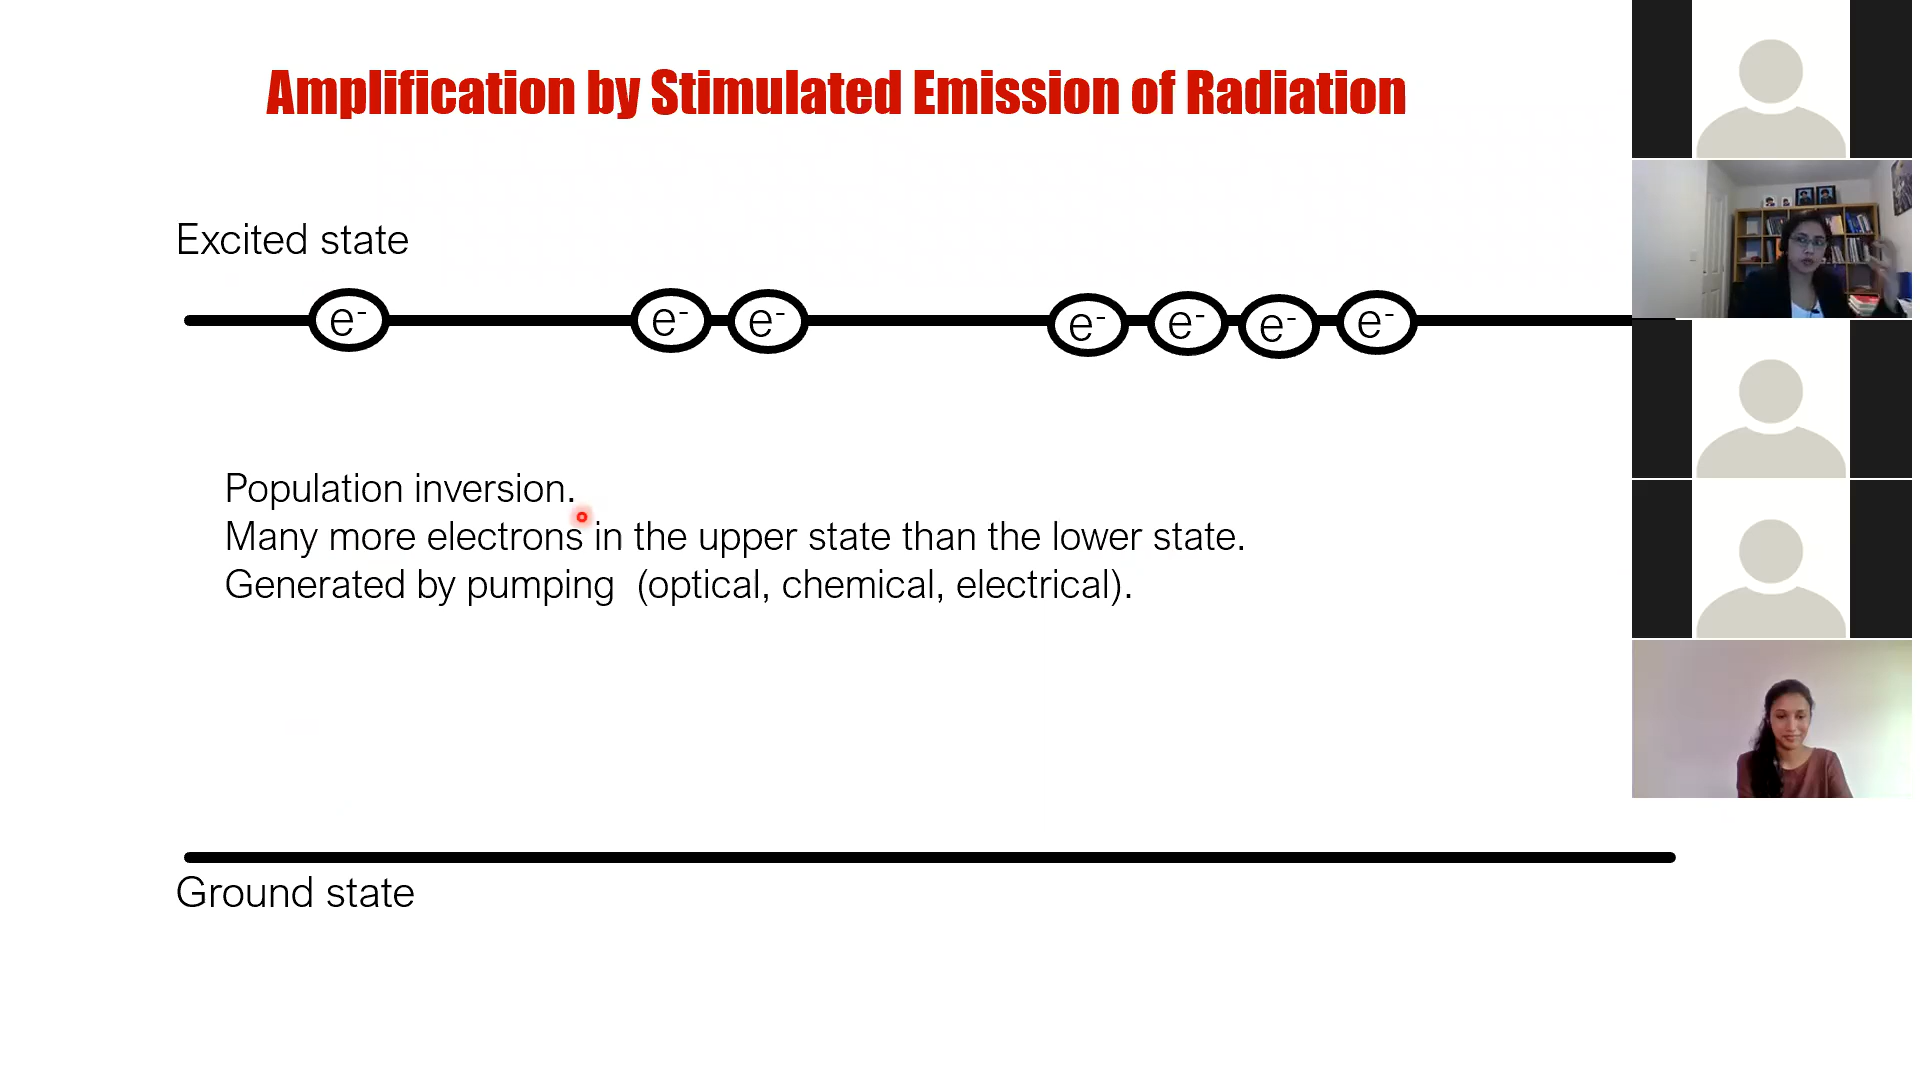 Amplification by Stimulated Emission of Radiation
Excited state
e- e- e- e- e- e- e-
Population inversion.
Many more electrons in the upper state than the lower state.
Generated by pumping  (optical, chemical, electrical).
Ground state